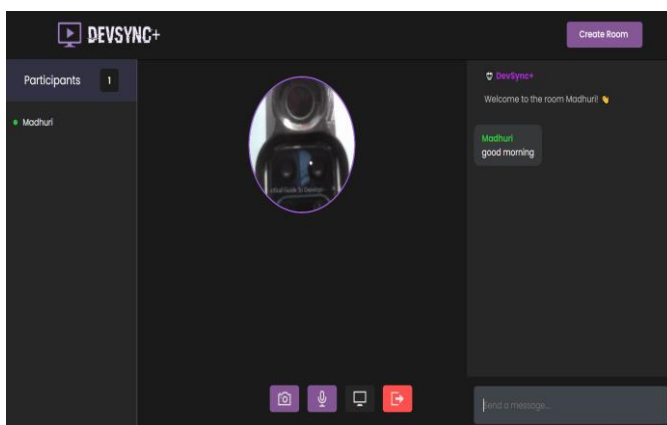 DEVSYNC+
Create Room
Participants 1
Madhuri
DevSync+
Welcome to the room Madhuri! 👋
Madhuri
good morning
Send a message...